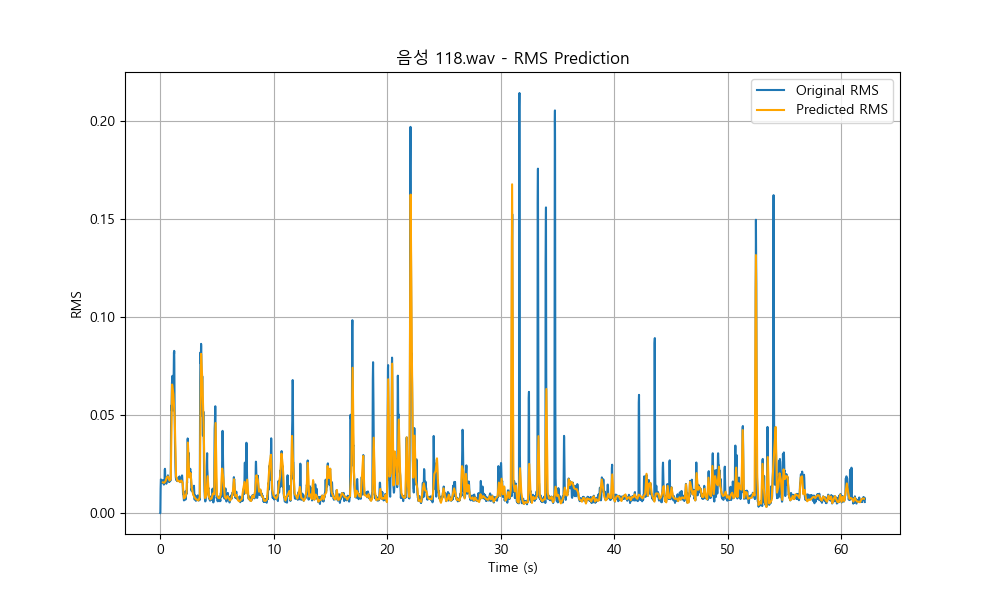 음성 118.wav - RMS Prediction
Original RMS
Predicted RMS
RMS
0.20
0.15
0.10
0.05
0.00
0 10 20 30 40 50 60
Time (s)